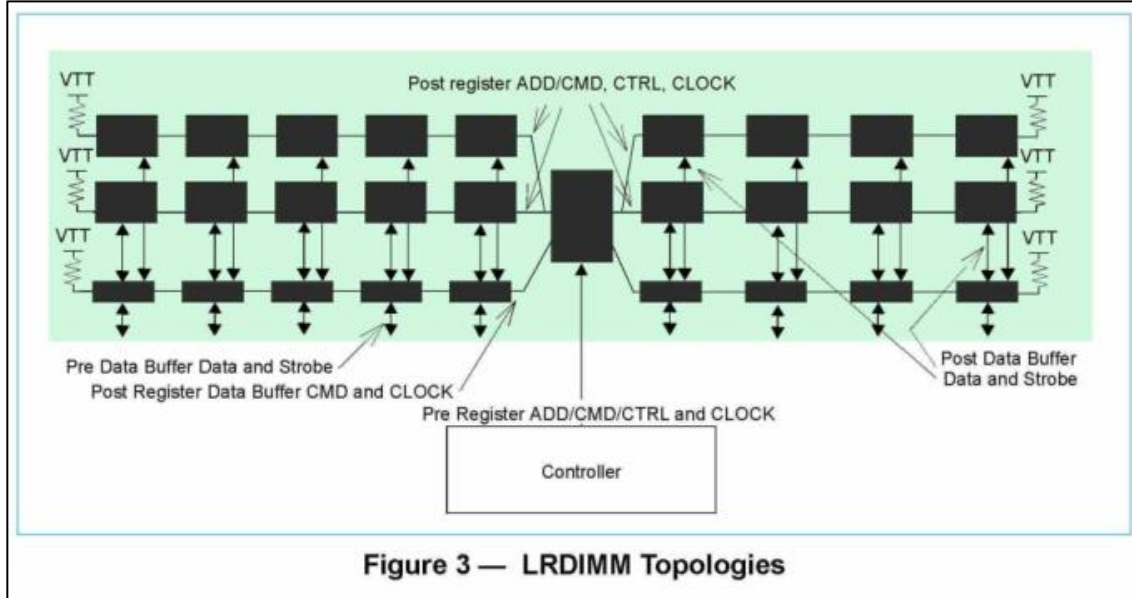 Post register ADD/CMD, CTRL, CLOCK
VTT
VTT
VTT
VTT
VTT
VTT
Pre Data Buffer Data and Strobe
Post Register Data Buffer CMD and CLOCK
Post Data Buffer
Data and Strobe
Pre Register ADD/CMD/CTRL and CLOCK
Controller
Figure 3 — LRDIMM Topologies